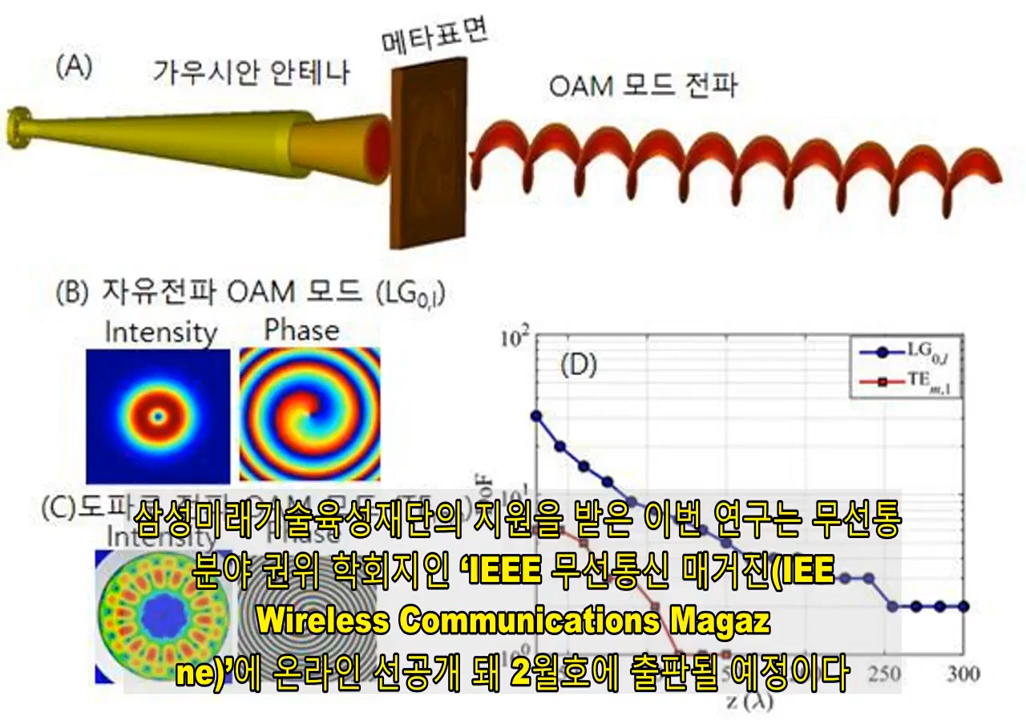 (A)
가우시안 안테나
메타표면
OAM 모드 전파
(B) 자유전파 OAM 모드 (LG0,l)
Intensity
Phase
(C)
Intensity
Phase
(D)
LG0,l
TEm,1
10²
10¹
10⁰
250
300
z (λ)
삼성미래기술육성재단의 지원을 받은 이번 연구는 무선통
분야 권위 학회지인 ‘IEEE 무선통신 매거진(IEE
Wireless Communications Magaz
ne)’에 온라인 선공개 돼 2월호에 출판될 예정이다